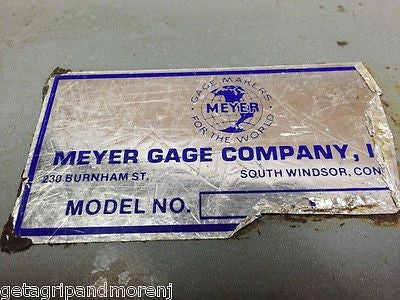 GAGE MAKERS
MEYER
FOR THE WORLD
MEYER GAGE COMPANY, I
230 BURNHAM ST. SOUTH WINDSOR, CON
MODEL NO.
getagripandmorenj